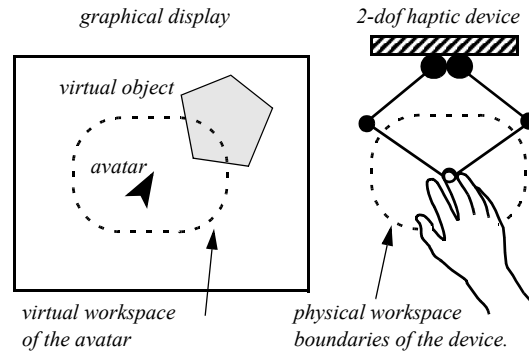 graphical display
2-dof haptic device
virtual object
avatar
virtual workspace
of the avatar
physical workspace
boundaries of the device.